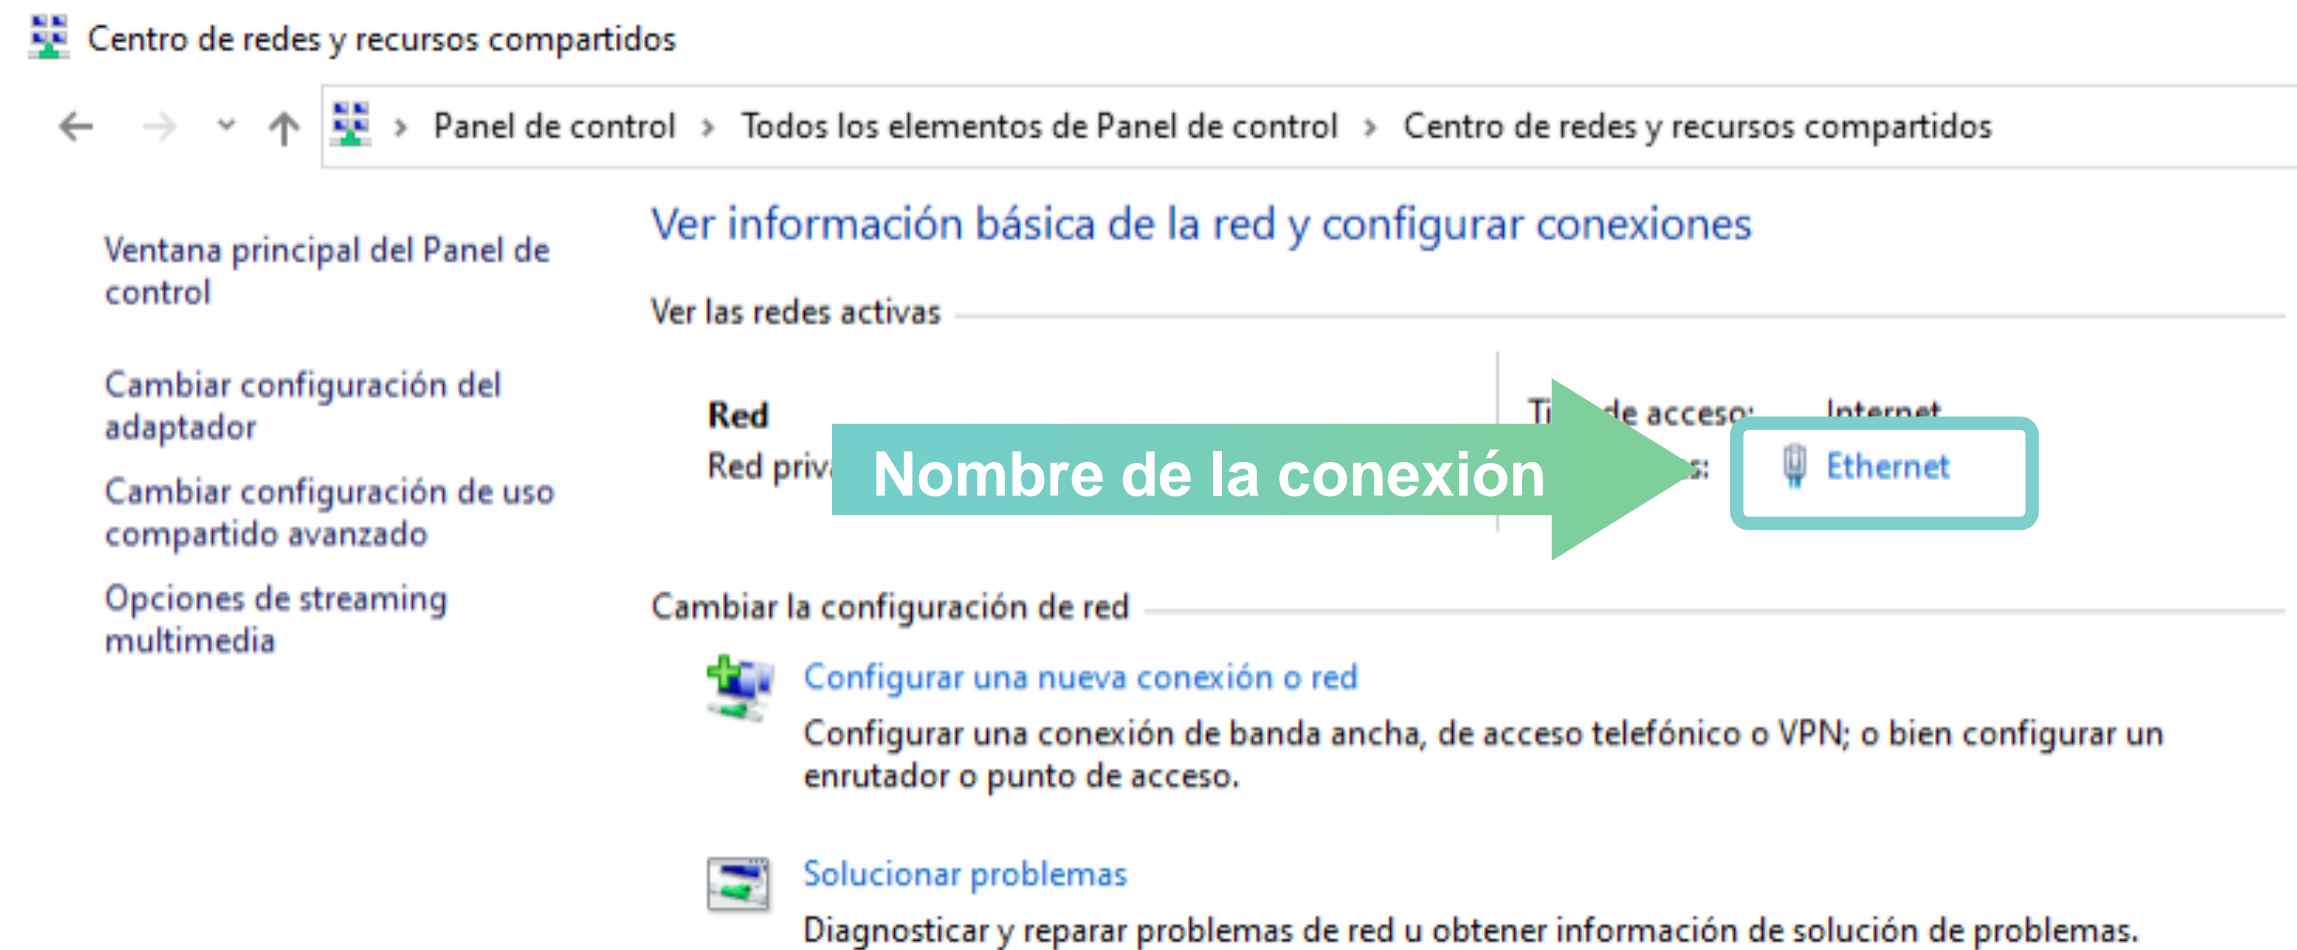 Centro de redes y recursos compartidos
Panel de control > Todos los elementos de Panel de control > Centro de redes y recursos compartidos
Ventana principal del Panel de
control
Cambiar configuración del
adaptador
Cambiar configuración de uso
compartido avanzado
Opciones de streaming
multimedia
Ver información básica de la red y configurar conexiones
Ver las redes activas
Red
Red
de acceso: Internet
Nombre de la conexión
Ethernet
Cambiar la configuración de red
Configurar una nueva conexión o red
Configurar una conexión de banda ancha, de acceso telefónico o VPN; o bien configurar un
enrutador o punto de acceso.
Solucionar problemas
Diagnosticar y reparar problemas de red u obtener información de solución de problemas.